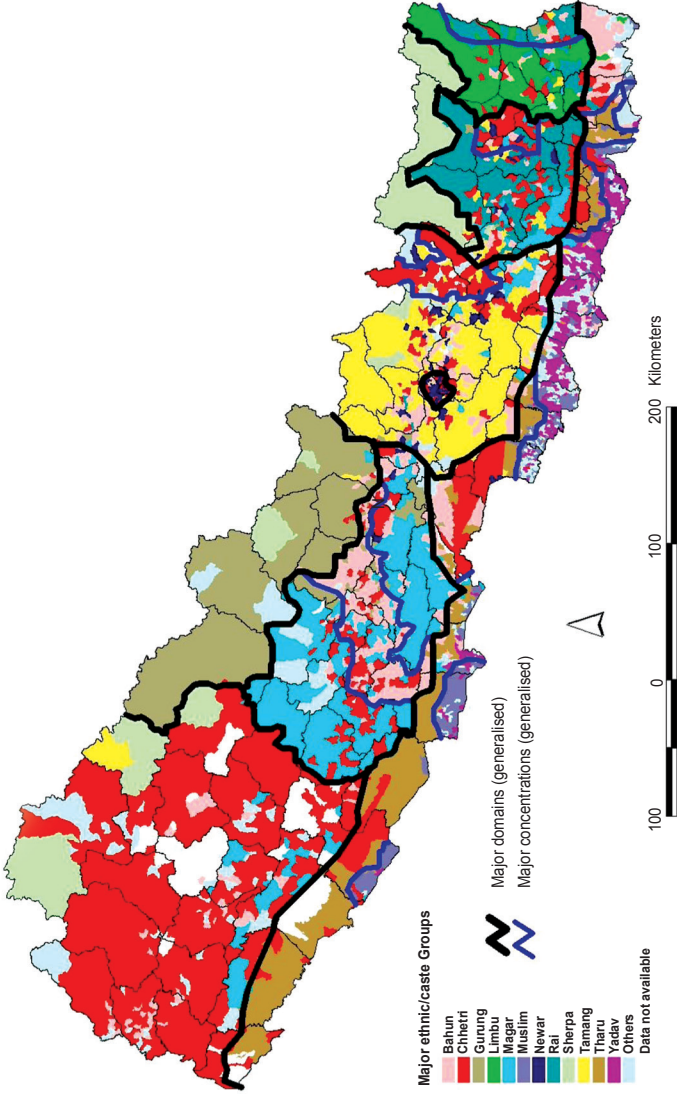 Major ethnic/caste Groups
Bahun
Chhetri
Gurung
Limbu
Magar
Muslim
Newar
Rai
Sherpa
Tamang
Tharu
Yadav
Others
Data not available
Major domains (generalised)
Major concentrations (generalised)
100 0 100 200 Kilometers